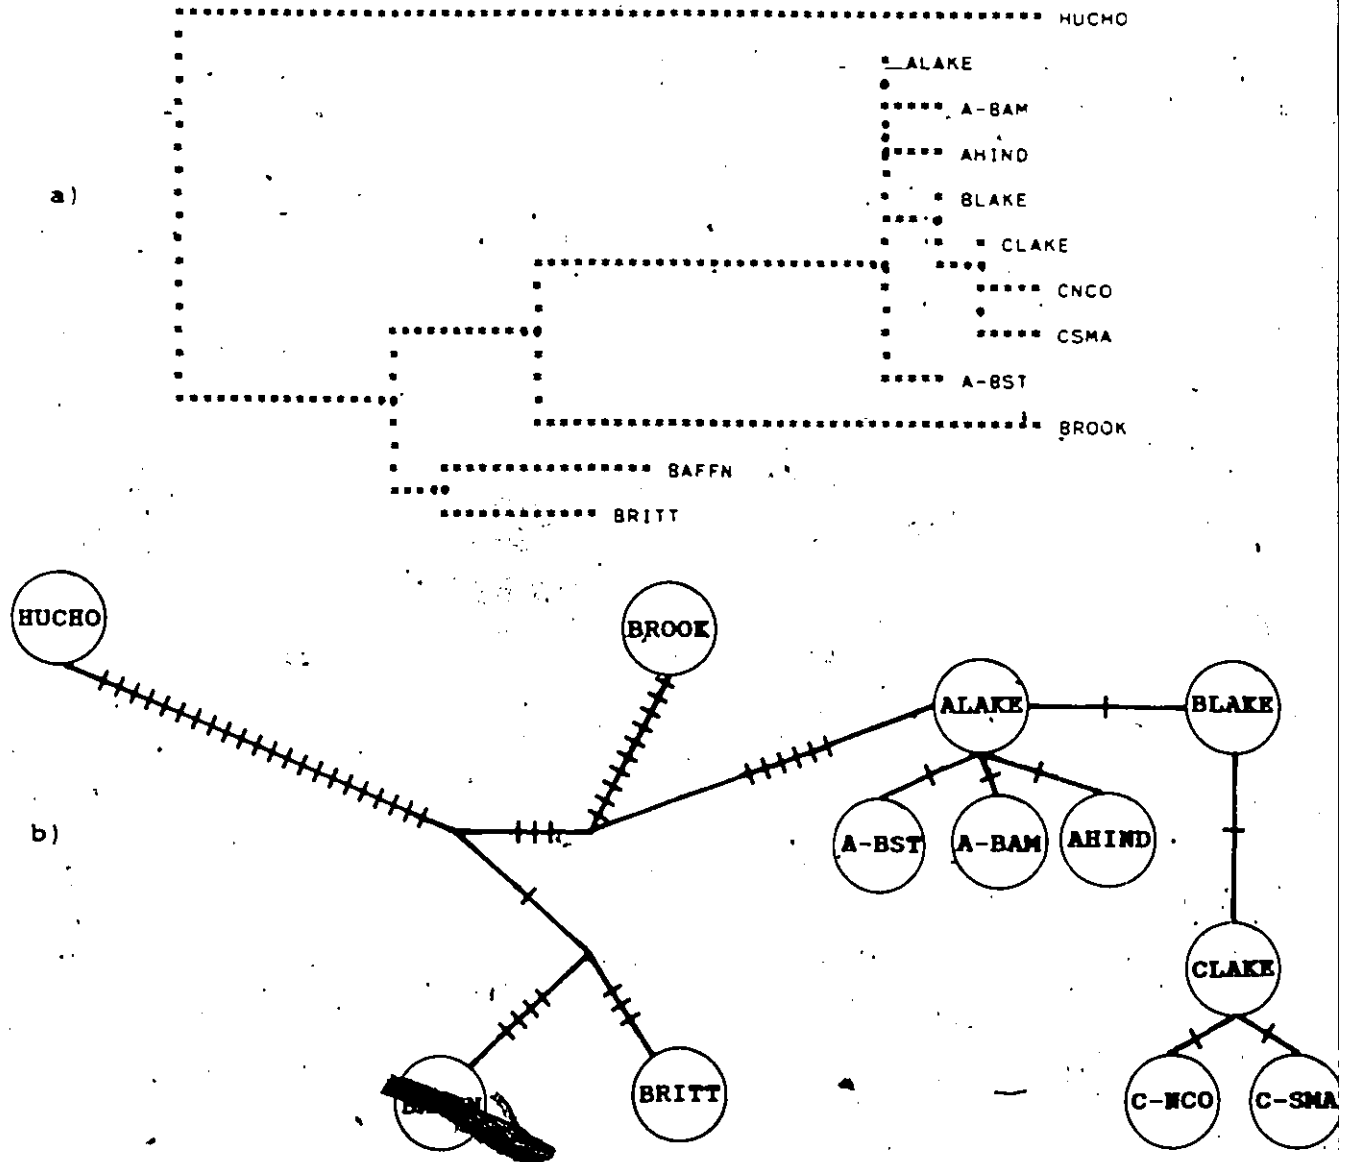 HUCHO
ALAKE
A-BAM
AHIND
a)
BLAKE
CLAKE
CNCO
CSMA
A-BST
BROOK
BAFFN
BRITT
HUCHO
BROOK
ALAKE
BLAKE
b)
A-BST
A-BAM
AHIND
CLAKE
BRITT
C-NCO
C-SMA